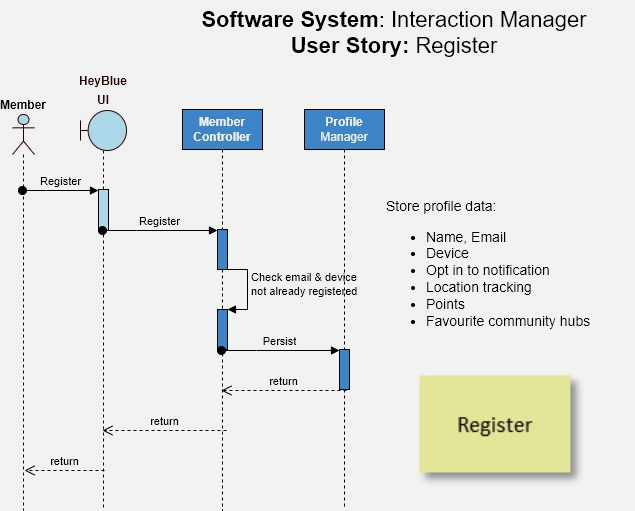 Software System: Interaction Manager
User Story: Register
HeyBlue
UI
Member
Member
Controller
Profile
Manager
Register
Register
Check email & device
not already registered
Persist
return
return
return
Store profile data:
• Name, Email
• Device
• Opt in to notification
• Location tracking
• Points
• Favourite community hubs
Register